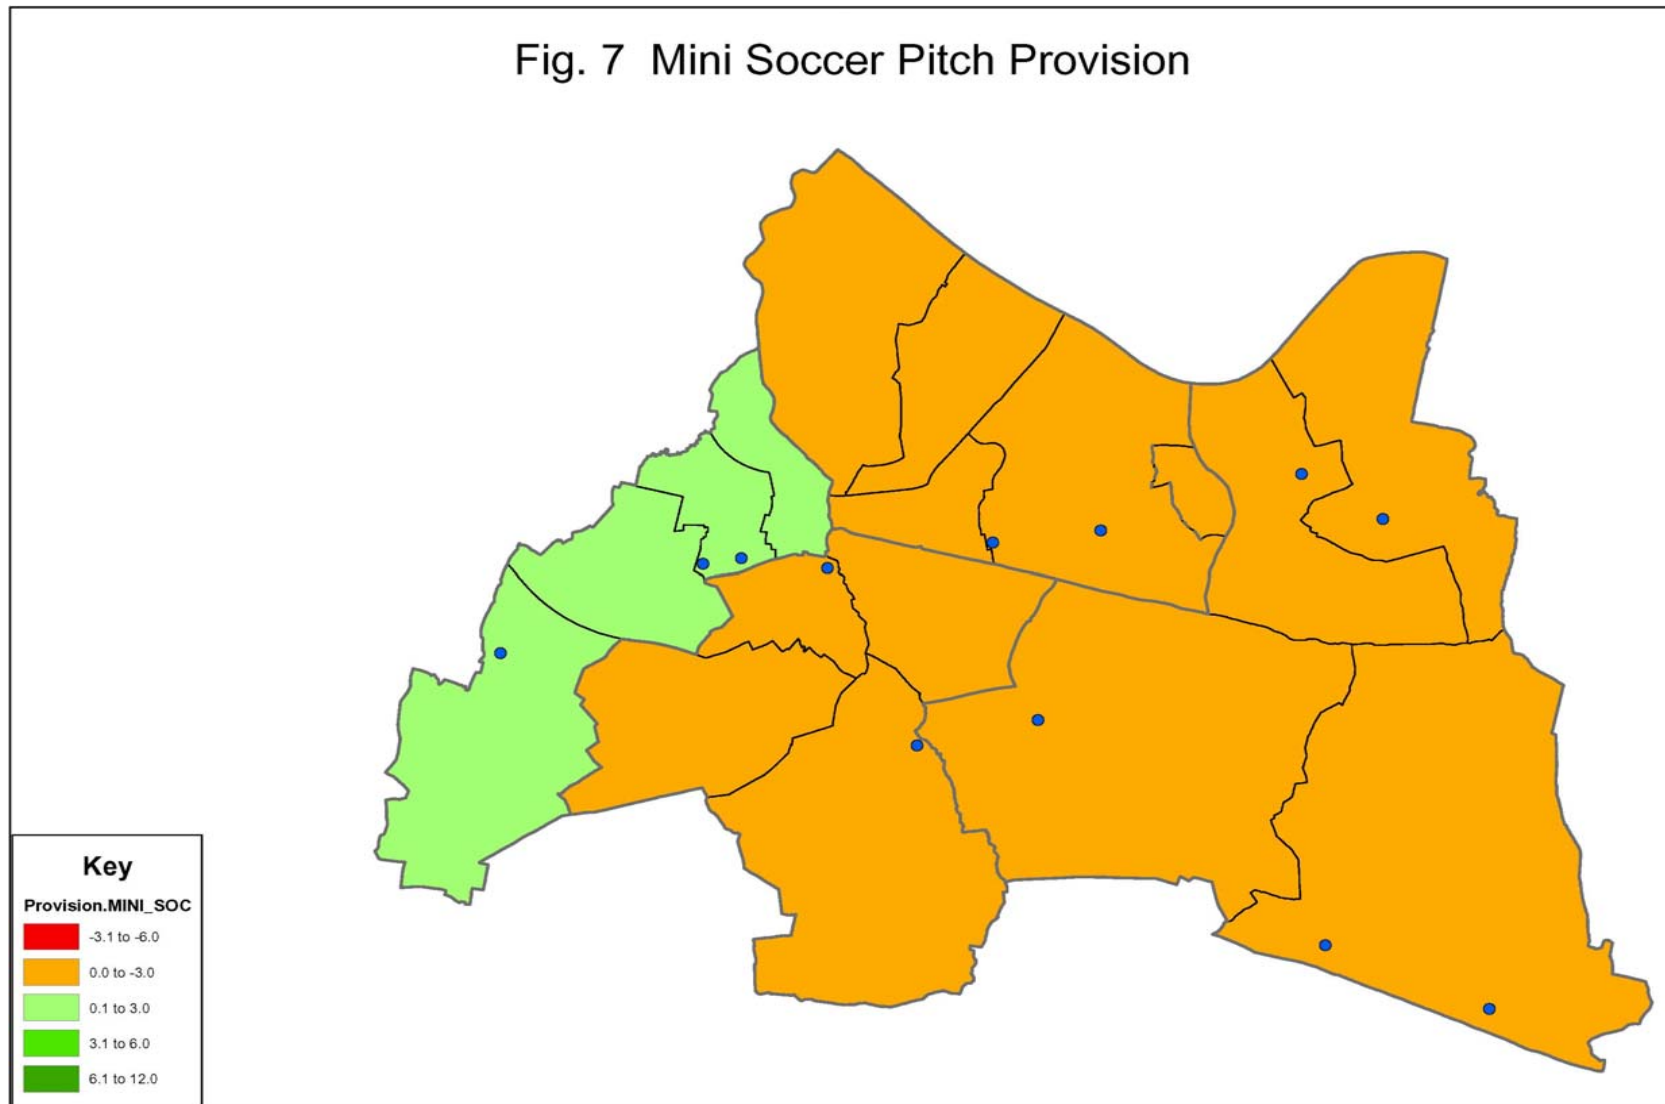 Fig. 7  Mini Soccer Pitch Provision
Key
Provision.MINI_SOC
-3.1 to -6.0
0.0 to -3.0
0.1 to 3.0
3.1 to 6.0
6.1 to 12.0